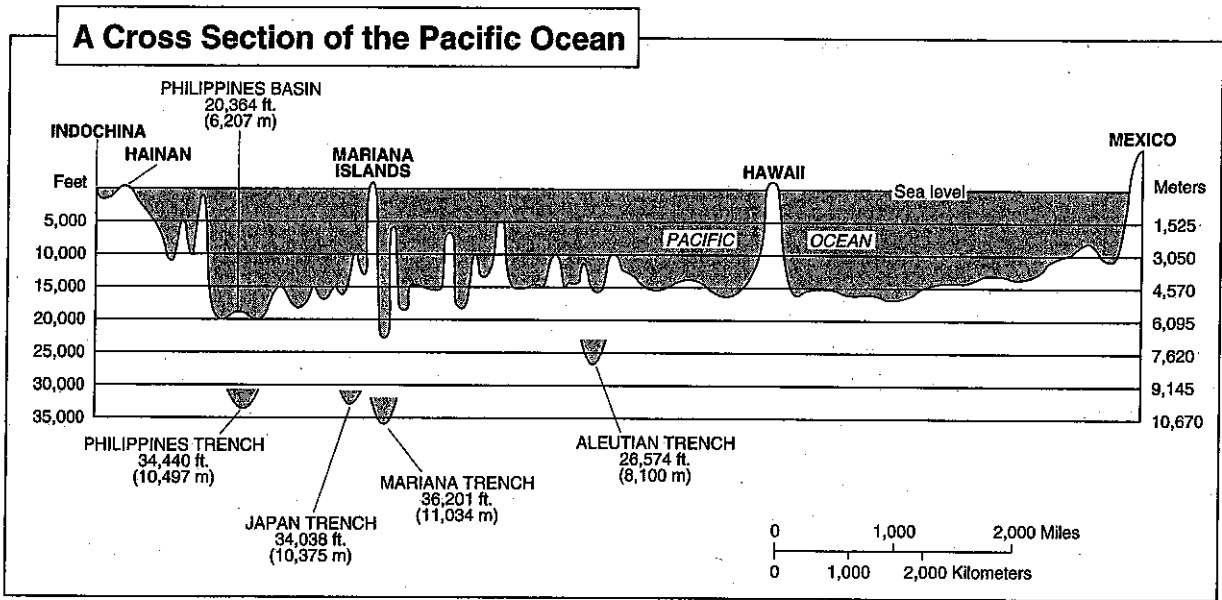 A Cross Section of the Pacific Ocean
PHILIPPINES BASIN
20,364 ft.
(6,207 m)
INDOCHINA
HAINAN
MARIANA
ISLANDS
HAWAII
MEXICO
Feet
Sea level
Meters
5,000
1,525
PACIFIC OCEAN
10,000
3,050
15,000
4,570
20,000
6,095
25,000
7,620
30,000
9,145
35,000
10,670
PHILIPPINES TRENCH
34,440 ft.
(10,497 m)
JAPAN TRENCH
34,038 ft.
(10,375 m)
MARIANA TRENCH
36,201 ft.
(11,034 m)
ALEUTIAN TRENCH
26,574 ft.
(8,100 m)
0 1,000 2,000 Miles
0 1,000 2,000 Kilometers